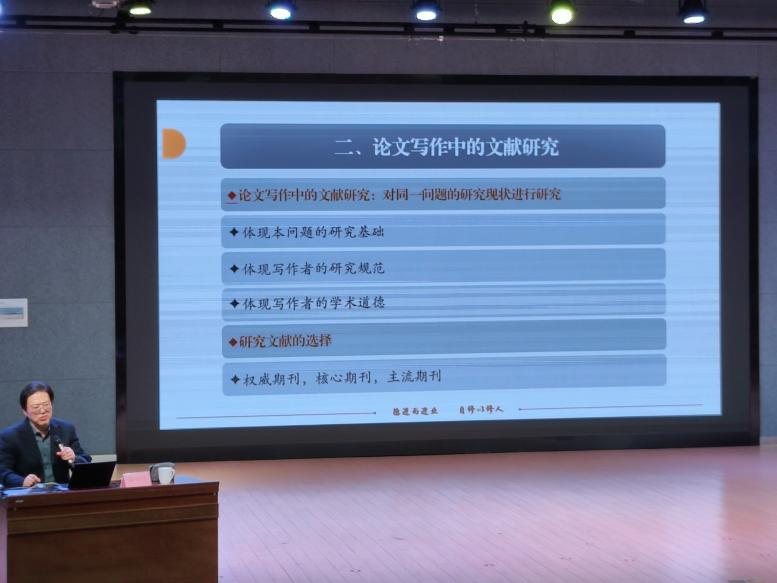 二、论文写作中的文献研究
◆论文写作中的文献研究：对同一问题的研究现状进行研究
✦体现本问题的研究基础
✦体现写作者的研究规范
✦体现写作者的学术道德
◆研究文献的选择
✦权威期刊，核心期刊，主流期刊